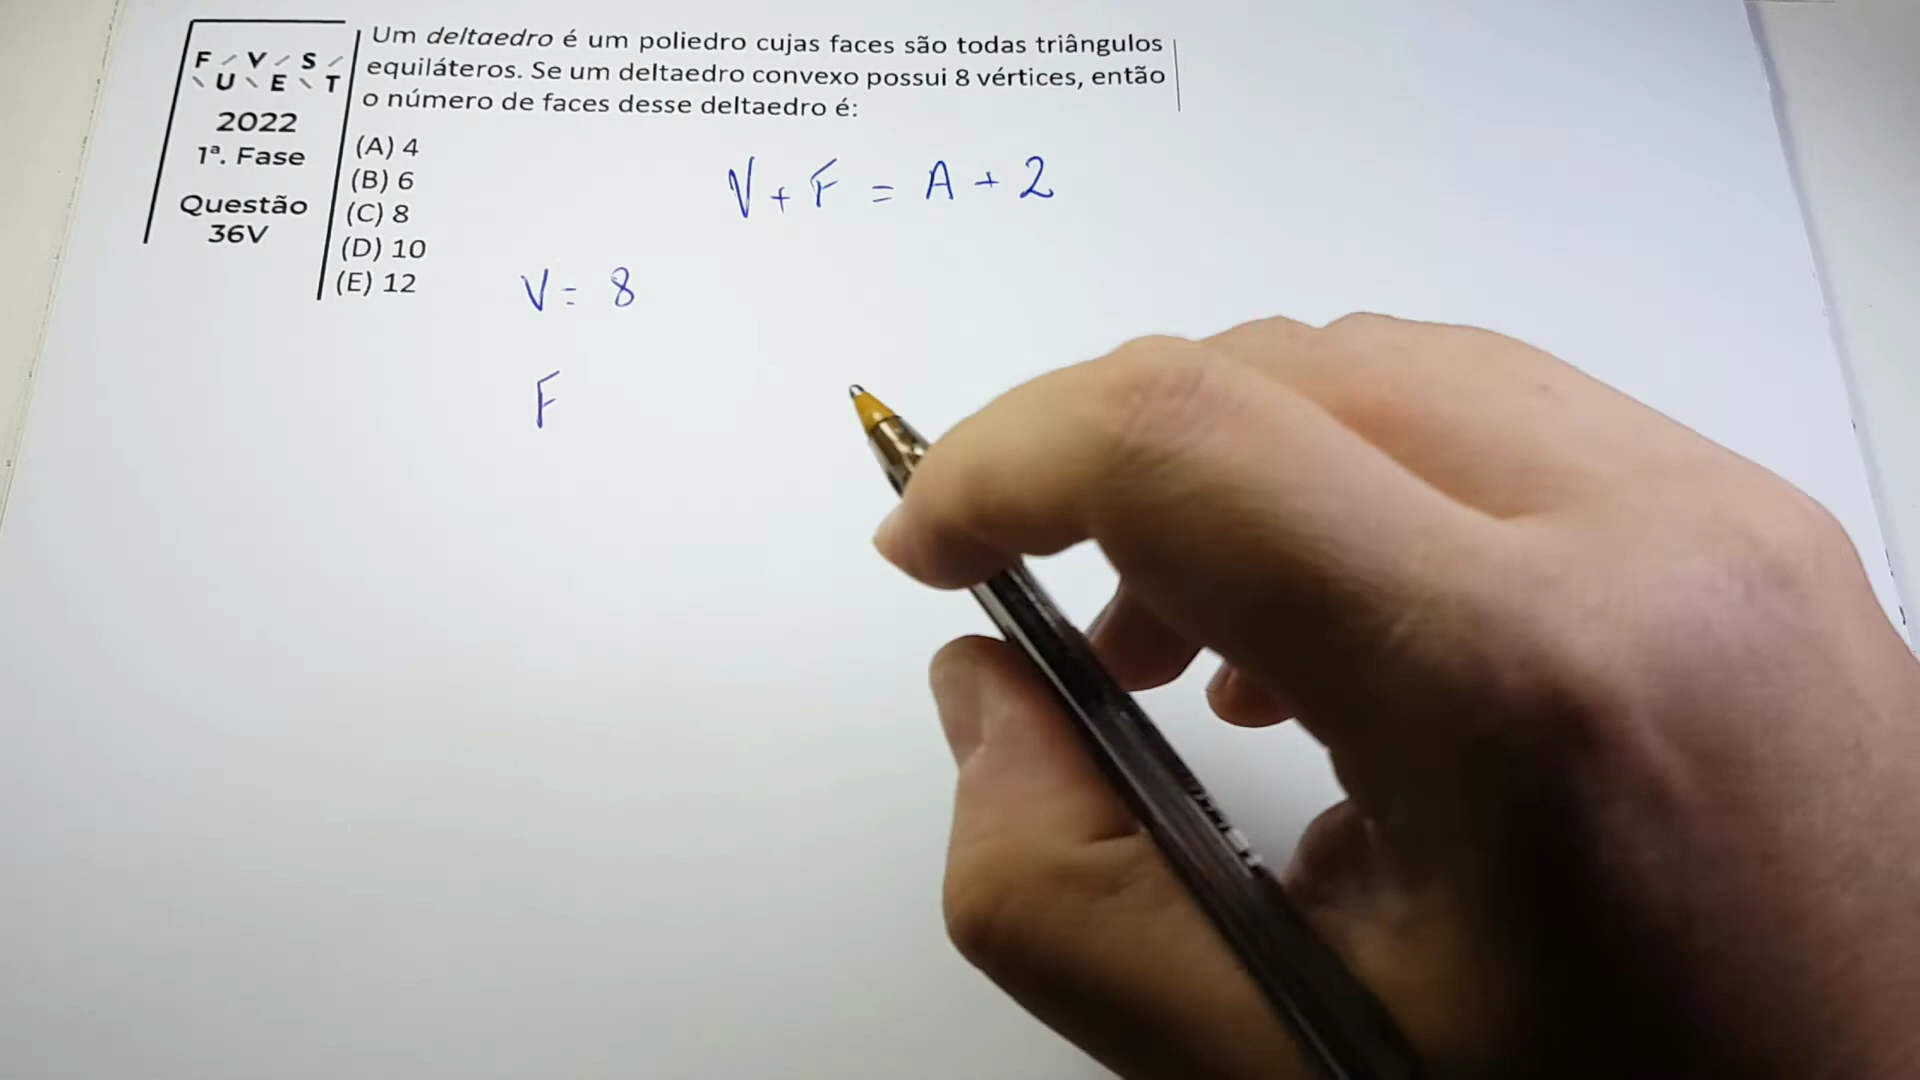 F V S
U E T
2022
1ª. Fase
Questão
36V
Um deltaedro é um poliedro cujas faces são todas triângulos
equiláteros. Se um deltaedro convexo possui 8 vértices, então
o número de faces desse deltaedro é:
(A) 4
(B) 6
(C) 8
(D) 10
(E) 12
V + F = A + 2
V = 8
F